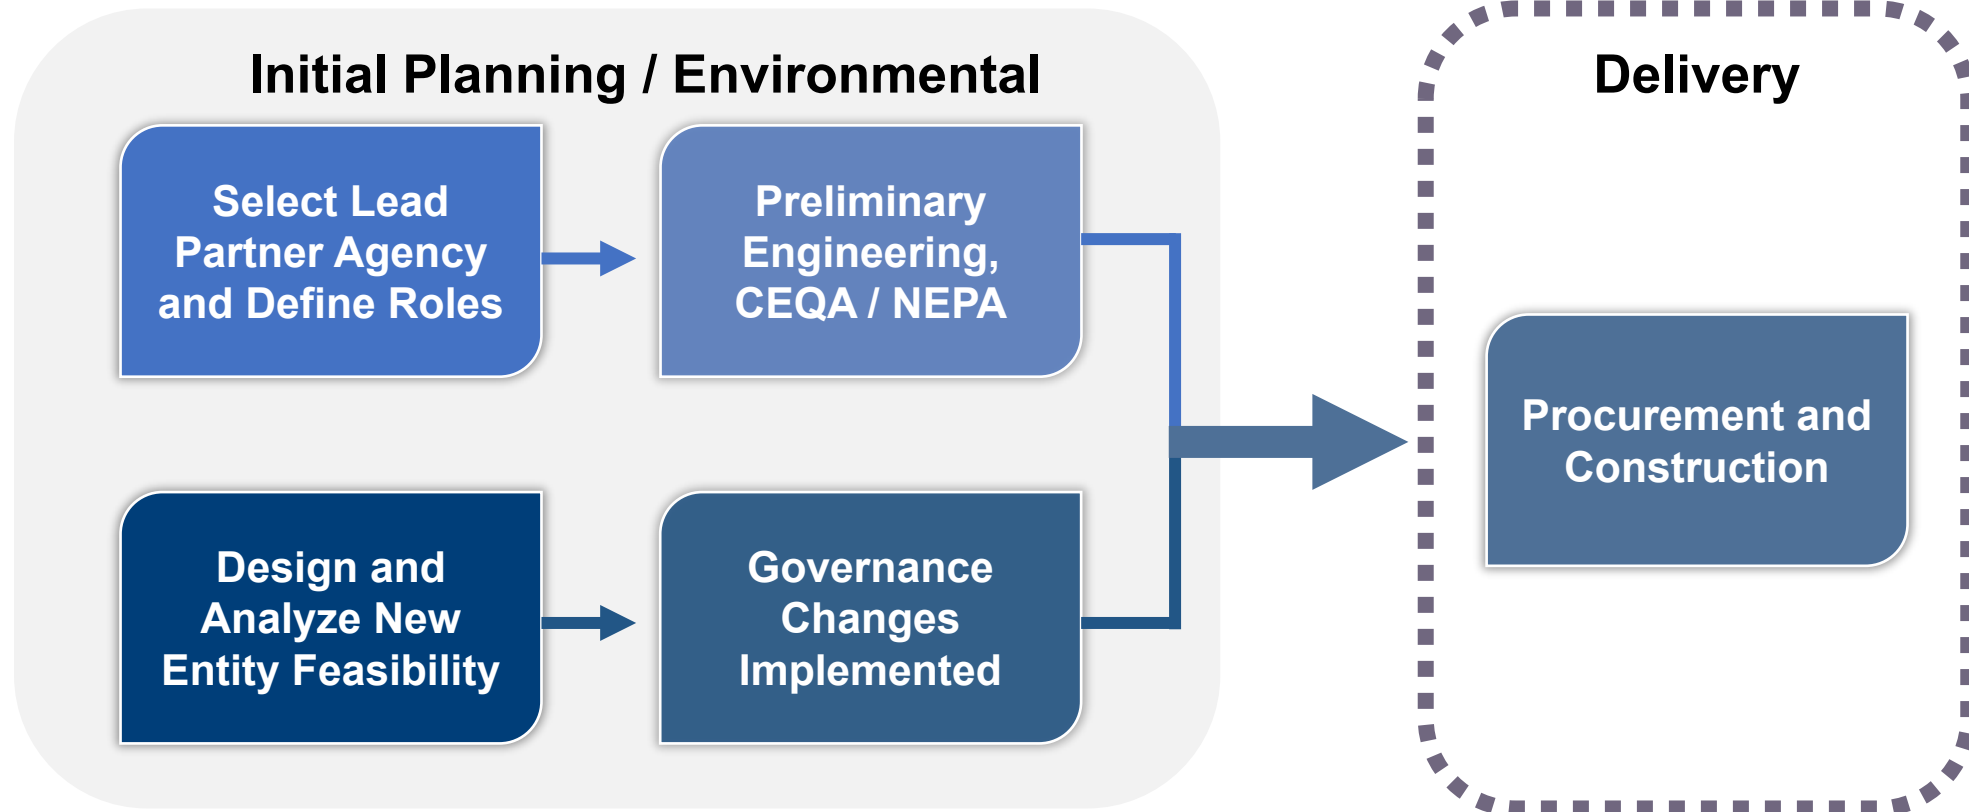 Initial Planning / Environmental
Select Lead
Partner Agency
and Define Roles
Preliminary
Engineering,
CEQA / NEPA
Design and
Analyze New
Entity Feasibility
Governance
Changes
Implemented
Delivery
Procurement and
Construction